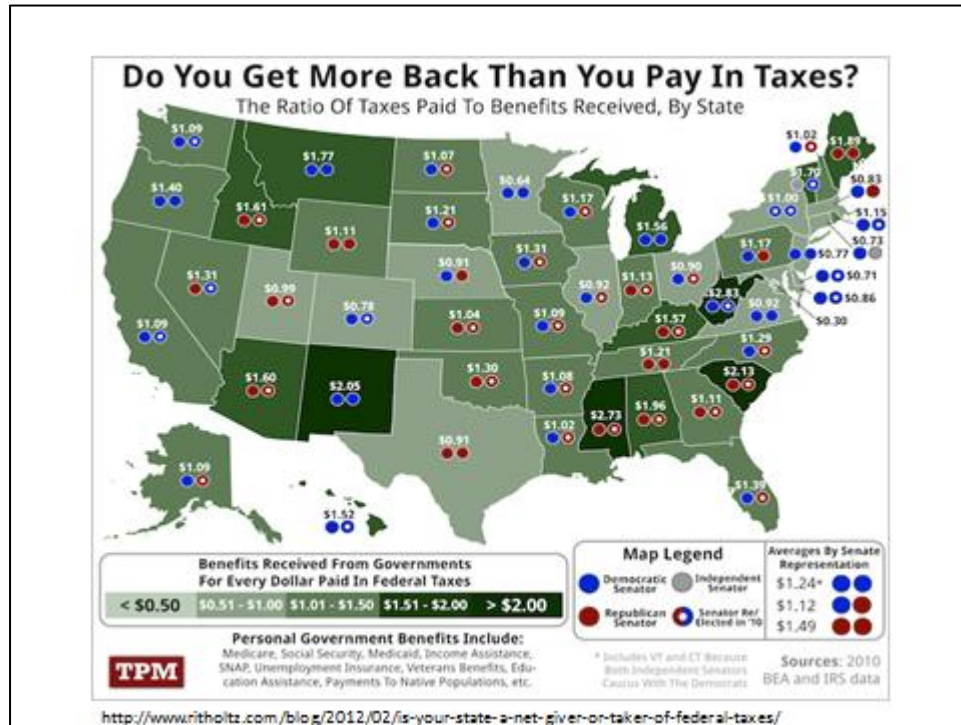 Do You Get More Back Than You Pay In Taxes?
The Ratio Of Taxes Paid To Benefits Received, By State
$1.09
$1.77
$1.07
$0.64
$1.02
$1.89
$1.70
$0.83
$1.40
$1.61
$1.21
$1.17
$1.56
$1.00
$1.15
$1.11
$1.31
$1.17
$0.73
$0.77
$1.31
$0.99
$0.91
$0.92
$1.13
$0.90
$2.83
$0.71
$0.86
$0.78
$0.92
$0.30
$1.09
$1.04
$1.09
$1.57
$1.29
$1.60
$2.05
$1.30
$1.08
$1.21
$2.13
$0.91
$1.02
$2.73
$1.96
$1.11
$1.09
$1.52
$1.39
Benefits Received From Governments
For Every Dollar Paid In Federal Taxes
< $0.50 $0.51 - $1.00 $1.01 - $1.50 $1.51 - $2.00 > $2.00
Map Legend
Democratic Senator
Independent Senator
Republican Senator
Senator Re/ Elected in '10
Averages By Senate
Representation
$1.24*
$1.12
$1.49
TPM
Personal Government Benefits Include:
Medicare, Social Security, Medicaid, Income Assistance,
SNAP, Unemployment Insurance, Veterans Benefits, Edu-
cation Assistance, Payments To Native Populations, etc.
* Includes VT and CT Because
Both Independent Senators
Caucus With The Democrats
Sources: 2010
BEA and IRS data
http://www.ritholtz.com/blog/2012/02/is-your-state-a-net-giver-or-taker-of-federal-taxes/